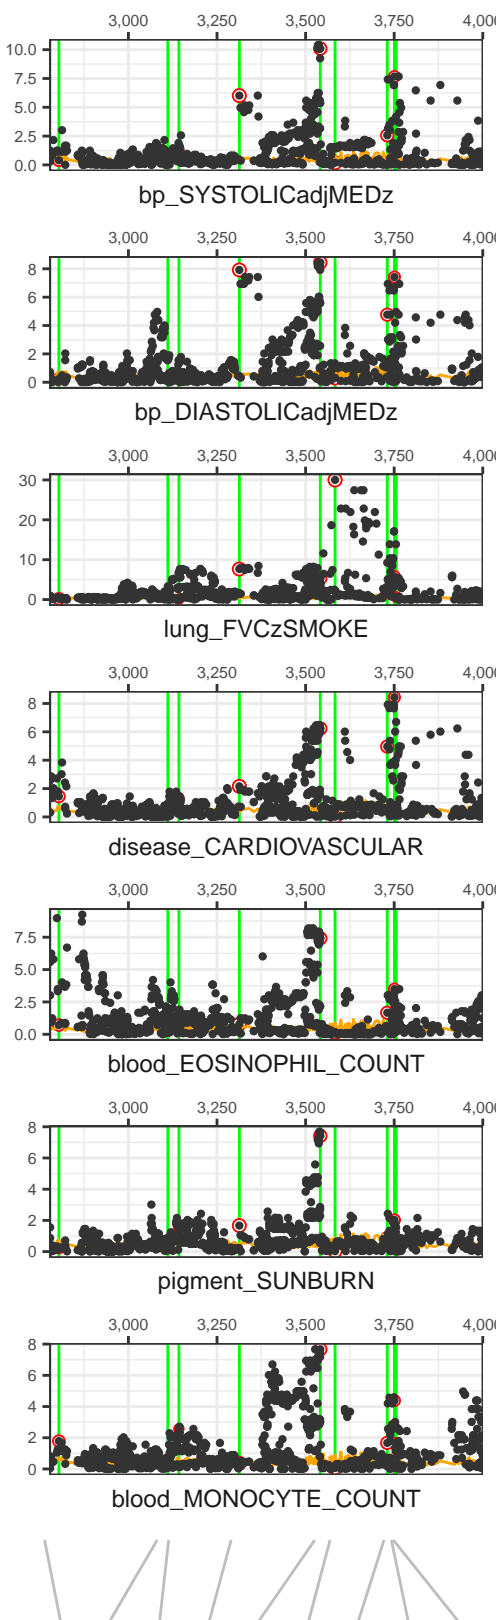 3,000 3,250 3,500 3,750 4,000
10.0
7.5
5.0
2.5
0.0
bp_SYSTOLICadjMEDz
3,000 3,250 3,500 3,750 4,000
8
6
4
2
0
bp_DIASTOLICadjMEDz
3,000 3,250 3,500 3,750 4,000
30
20
10
0
lung_FVCzSMOKE
3,000 3,250 3,500 3,750 4,000
8
6
4
2
0
disease_CARDIOVASCULAR
3,000 3,250 3,500 3,750 4,000
7.5
5.0
2.5
0.0
blood_EOSINOPHIL_COUNT
3,000 3,250 3,500 3,750 4,000
8
6
4
2
0
pigment_SUNBURN
3,000 3,250 3,500 3,750 4,000
8
6
4
2
0
blood_MONOCYTE_COUNT